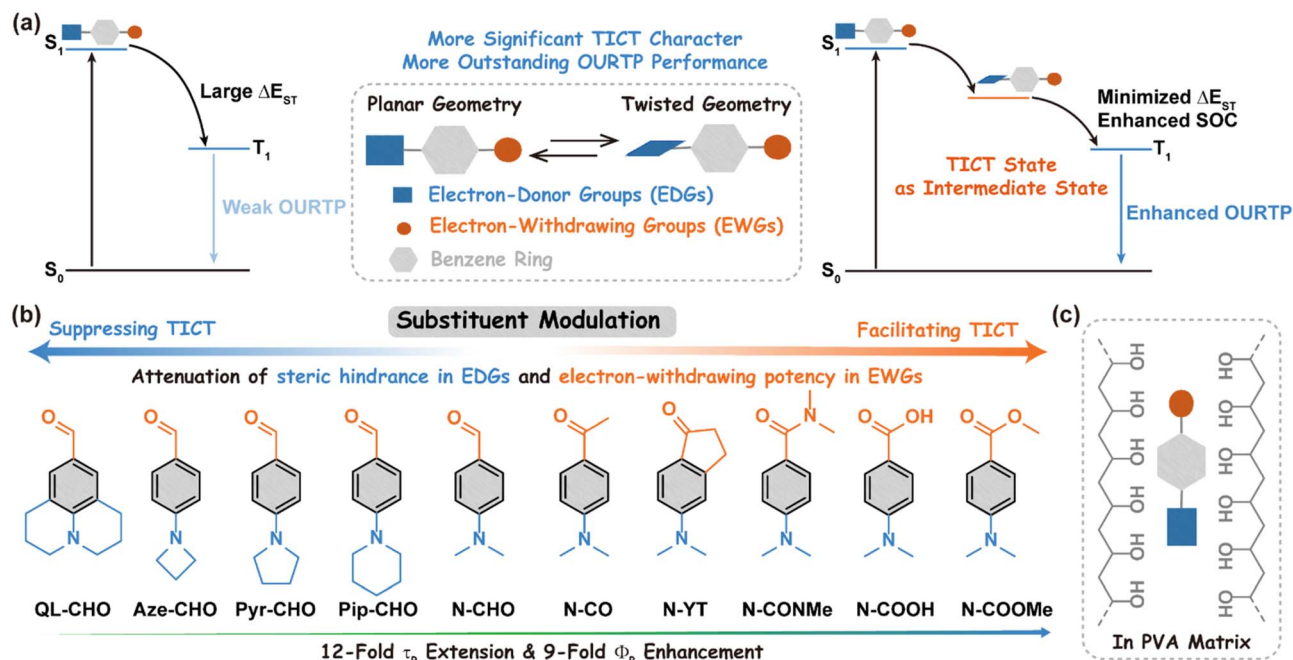 (a)
S1
Large ΔEST
T1
Weak OURTP
S0
More Significant TICT Character
More Outstanding OURTP Performance
Planar Geometry
Twisted Geometry
Electron-Donor Groups (EDGs)
Electron-Withdrawing Groups (EWGs)
Benzene Ring
S1
Minimized ΔEST
Enhanced SOC
T1
TICT State
as Intermediate State
Enhanced OURTP
S0
(b)
Suppressing TICT
Substituent Modulation
Facilitating TICT
Attenuation of steric hindrance in EDGs and electron-withdrawing potency in EWGs
O
O
O
O
O
O
O
O
N
O
OH
O
O
N
N
N
N
N
N
N
N
N
N
QL-CHO
Aze-CHO
Pyr-CHO
Pip-CHO
N-CHO
N-CO
N-YT
N-CONMe
N-COOH
N-COOMe
12-Fold τP Extension & 9-Fold ΦP Enhancement
(c)
HO
HO
HO
HO
HO
HO
HO
HO
HO
HO
HO
HO
In PVA Matrix